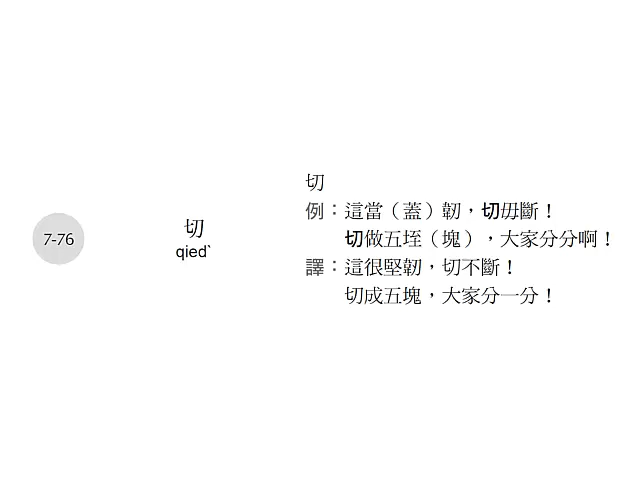 7-76
切
qied`
切
例：這當（蓋）韌，切毋斷！
切做五垤（塊），大家分分啊！
譯：這很堅韌，切不斷！
切成五塊，大家分一分！